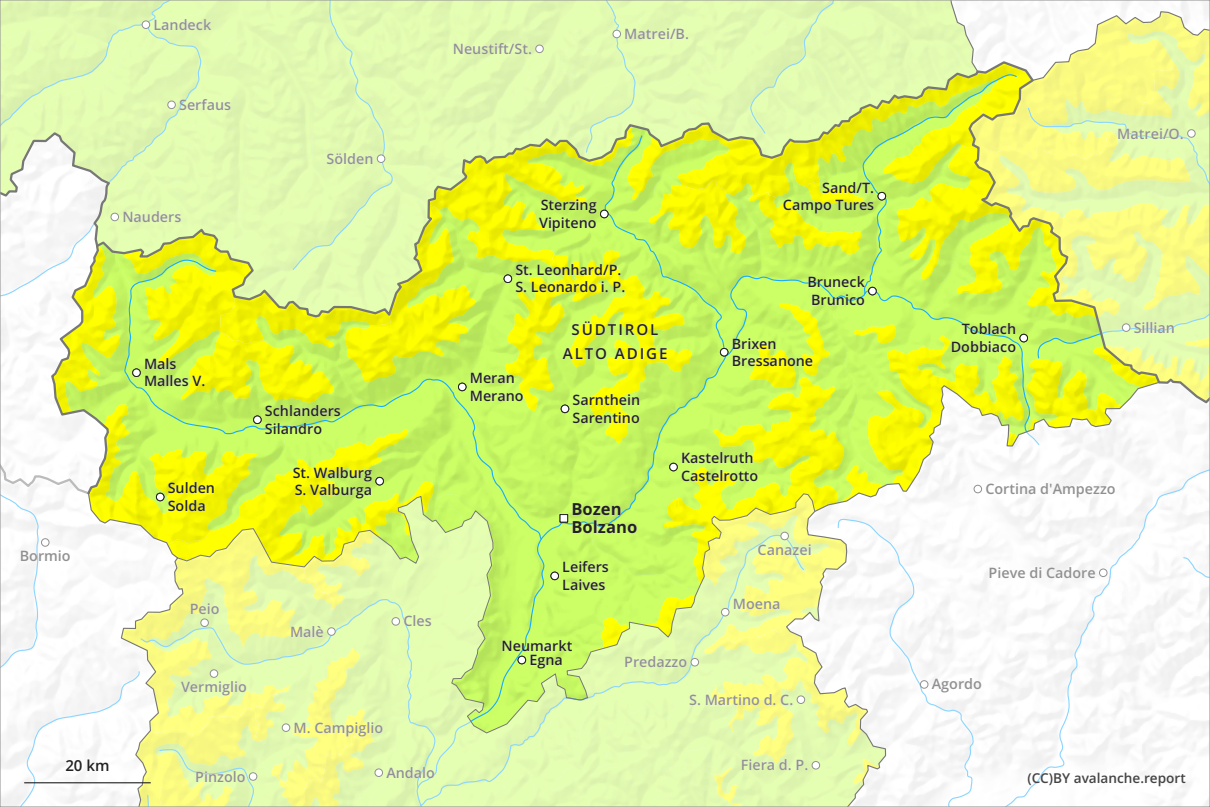 Landeck
Matrei/B.
Neustift/St.
Serfaus
Matrei/O.
Sölden
Sand/T.
Campo Tures
Sterzing
Vipiteno
Nauders
St. Leonhard/P.
S. Leonardo i. P.
Bruneck
Brunico
SÜDTIROL
ALTO ADIGE
Toblach
Dobbiaco
Sillian
Brixen
Bressanone
Mals
Malles V.
Meran
Merano
Sarnthein
Sarentino
Schlanders
Silandro
Kastelruth
Castelrotto
St. Walburg
S. Valburga
Sulden
Solda
Cortina d'Ampezzo
Bozen
Bolzano
Bormio
Canazei
Leifers
Laives
Pieve di Cadore
Peio
Moena
Cles
Malè
Neumarkt
Egna
Predazzo
Vermiglio
Agordo
S. Martino d. C.
M. Campiglio
20 km
Pinzolo
Andalo
Fiera d. P.
(CC)BY avalanche.report